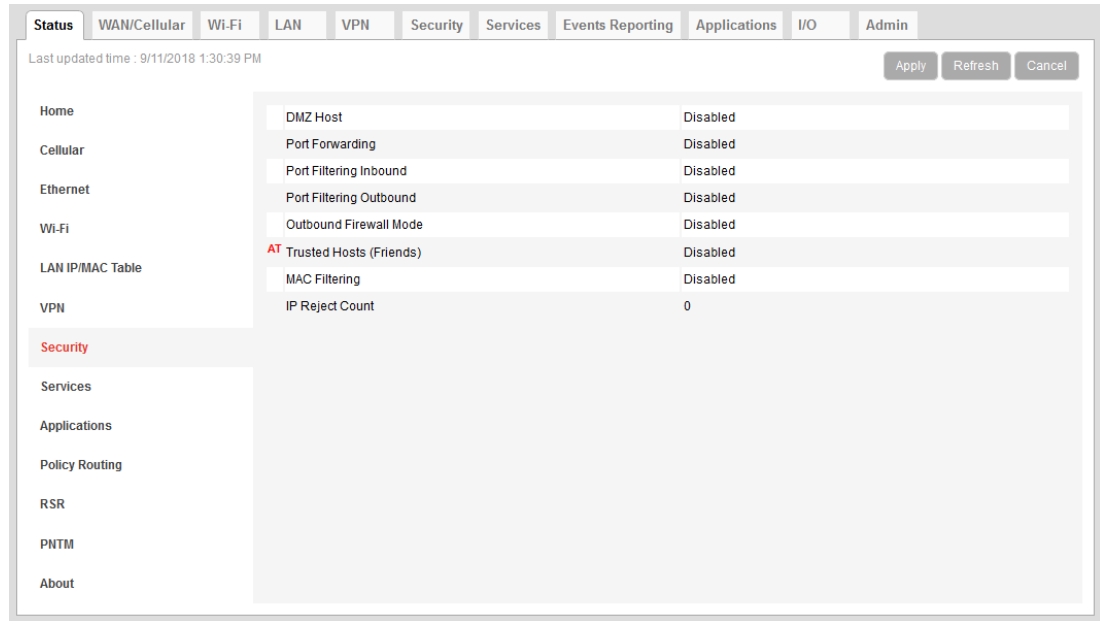 Status WAN/Cellular Wi-Fi LAN VPN Security Services Events Reporting Applications I/O Admin
Last updated time : 9/11/2018 1:30:39 PM
Apply Refresh Cancel
Home
Cellular
Ethernet
Wi-Fi
LAN IP/MAC Table
VPN
Security
Services
Applications
Policy Routing
RSR
PNTM
About
DMZ Host Disabled
Port Forwarding Disabled
Port Filtering Inbound Disabled
Port Filtering Outbound Disabled
Outbound Firewall Mode Disabled
AT Trusted Hosts (Friends) Disabled
MAC Filtering Disabled
IP Reject Count 0